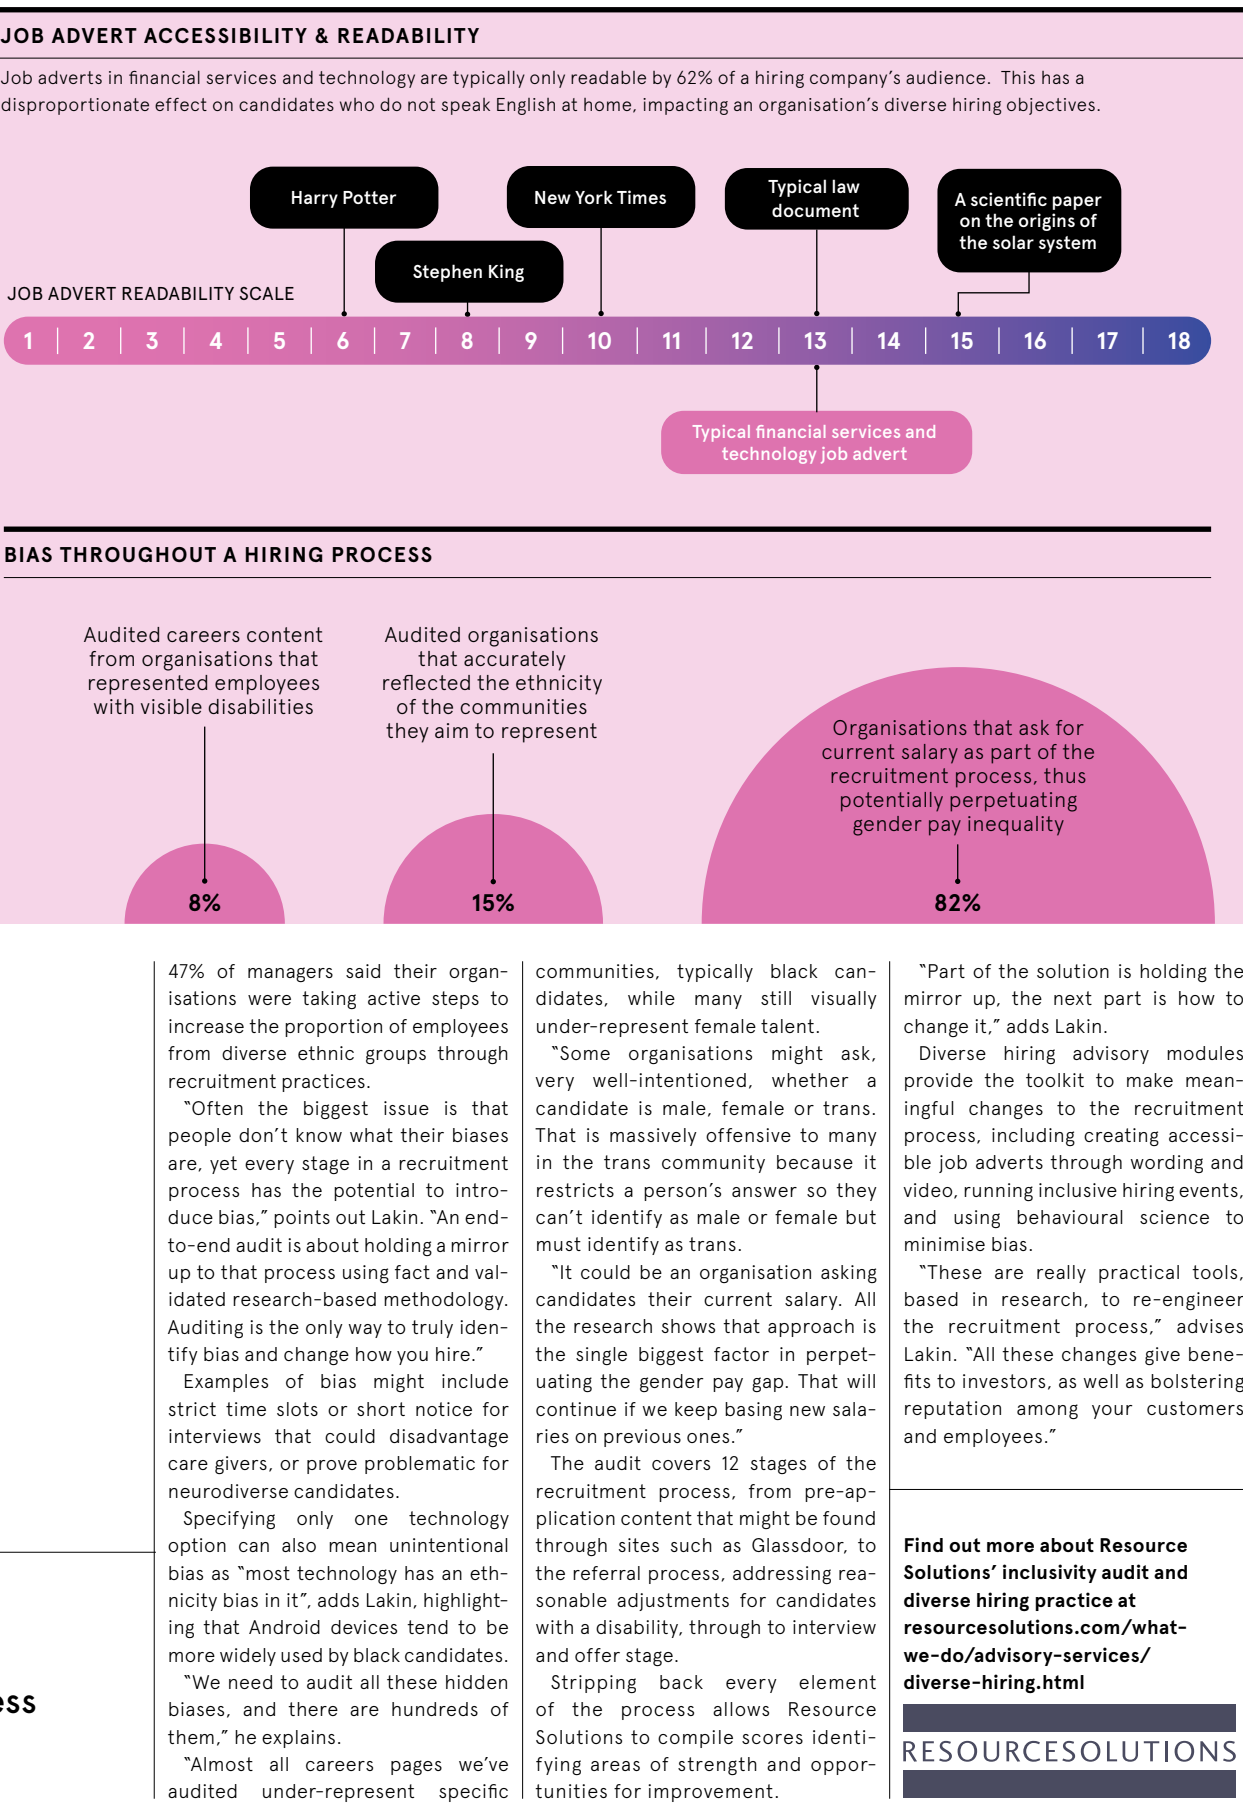 JOB ADVERT ACCESSIBILITY & READABILITY
Job adverts in financial services and technology are typically only readable by 62% of a hiring company's audience. This has a
disproportionate effect on candidates who do not speak English at home, impacting an organisation's diverse hiring objectives.
Harry Potter
Stephen King
New York Times
Typical law
document
A scientific paper
on the origins of
the solar system
JOB ADVERT READABILITY SCALE
1 2 3 4 5 6 7 8 9 10 11 12 13 14 15 16 17 18
Typical financial services and
technology job advert
BIAS THROUGHOUT A HIRING PROCESS
Audited careers content
from organisations that
represented employees
with visible disabilities
8%
Audited organisations
that accurately
reflected the ethnicity
of the communities
they aim to represent
15%
Organisations that ask for
current salary as part of the
recruitment process, thus
potentially perpetuating
gender pay inequality
82%
ess
47% of managers said their organ-
isations were taking active steps to
increase the proportion of employees
from diverse ethnic groups through
recruitment practices.
“Often the biggest issue is that
people don’t know what their biases
are, yet every stage in a recruitment
process has the potential to intro-
duce bias,” points out Lakin. “An end-
to-end audit is about holding a mirror
up to that process using fact and val-
idated research-based methodology.
Auditing is the only way to truly iden-
tify bias and change how you hire.”
Examples of bias might include
strict time slots or short notice for
interviews that could disadvantage
care givers, or prove problematic for
neurodiverse candidates.
Specifying only one technology
option can also mean unintentional
bias as “most technology has an eth-
nicity bias in it”, adds Lakin, highlight-
ing that Android devices tend to be
more widely used by black candidates.
“We need to audit all these hidden
biases, and there are hundreds of
them,” he explains.
“Almost all careers pages we’ve
audited under-represent specific
communities, typically black can-
didates, while many still visually
under-represent female talent.
“Some organisations might ask,
very well-intentioned, whether a
candidate is male, female or trans.
That is massively offensive to many
in the trans community because it
restricts a person’s answer so they
can’t identify as male or female but
must identify as trans.
“It could be an organisation asking
candidates their current salary. All
the research shows that approach is
the single biggest factor in perpet-
uating the gender pay gap. That will
continue if we keep basing new sala-
ries on previous ones.”
The audit covers 12 stages of the
recruitment process, from pre-ap-
plication content that might be found
through sites such as Glassdoor, to
the referral process, addressing rea-
sonable adjustments for candidates
with a disability, through to interview
and offer stage.
Stripping back every element
of the process allows Resource
Solutions to compile scores identi-
fying areas of strength and oppor-
tunities for improvement.
“Part of the solution is holding the
mirror up, the next part is how to
change it,” adds Lakin.
Diverse hiring advisory modules
provide the toolkit to make mean-
ingful changes to the recruitment
process, including creating accessi-
ble job adverts through wording and
video, running inclusive hiring events,
and using behavioural science to
minimise bias.
“These are really practical tools,
based in research, to re-engineer
the recruitment process,” advises
Lakin. “All these changes give bene-
fits to investors, as well as bolstering
reputation among your customers
and employees.”
Find out more about Resource
Solutions’ inclusivity audit and
diverse hiring practice at
resourcesolutions.com/what-
we-do/advisory-services/
diverse-hiring.html
RESOURCESOLUTIONS